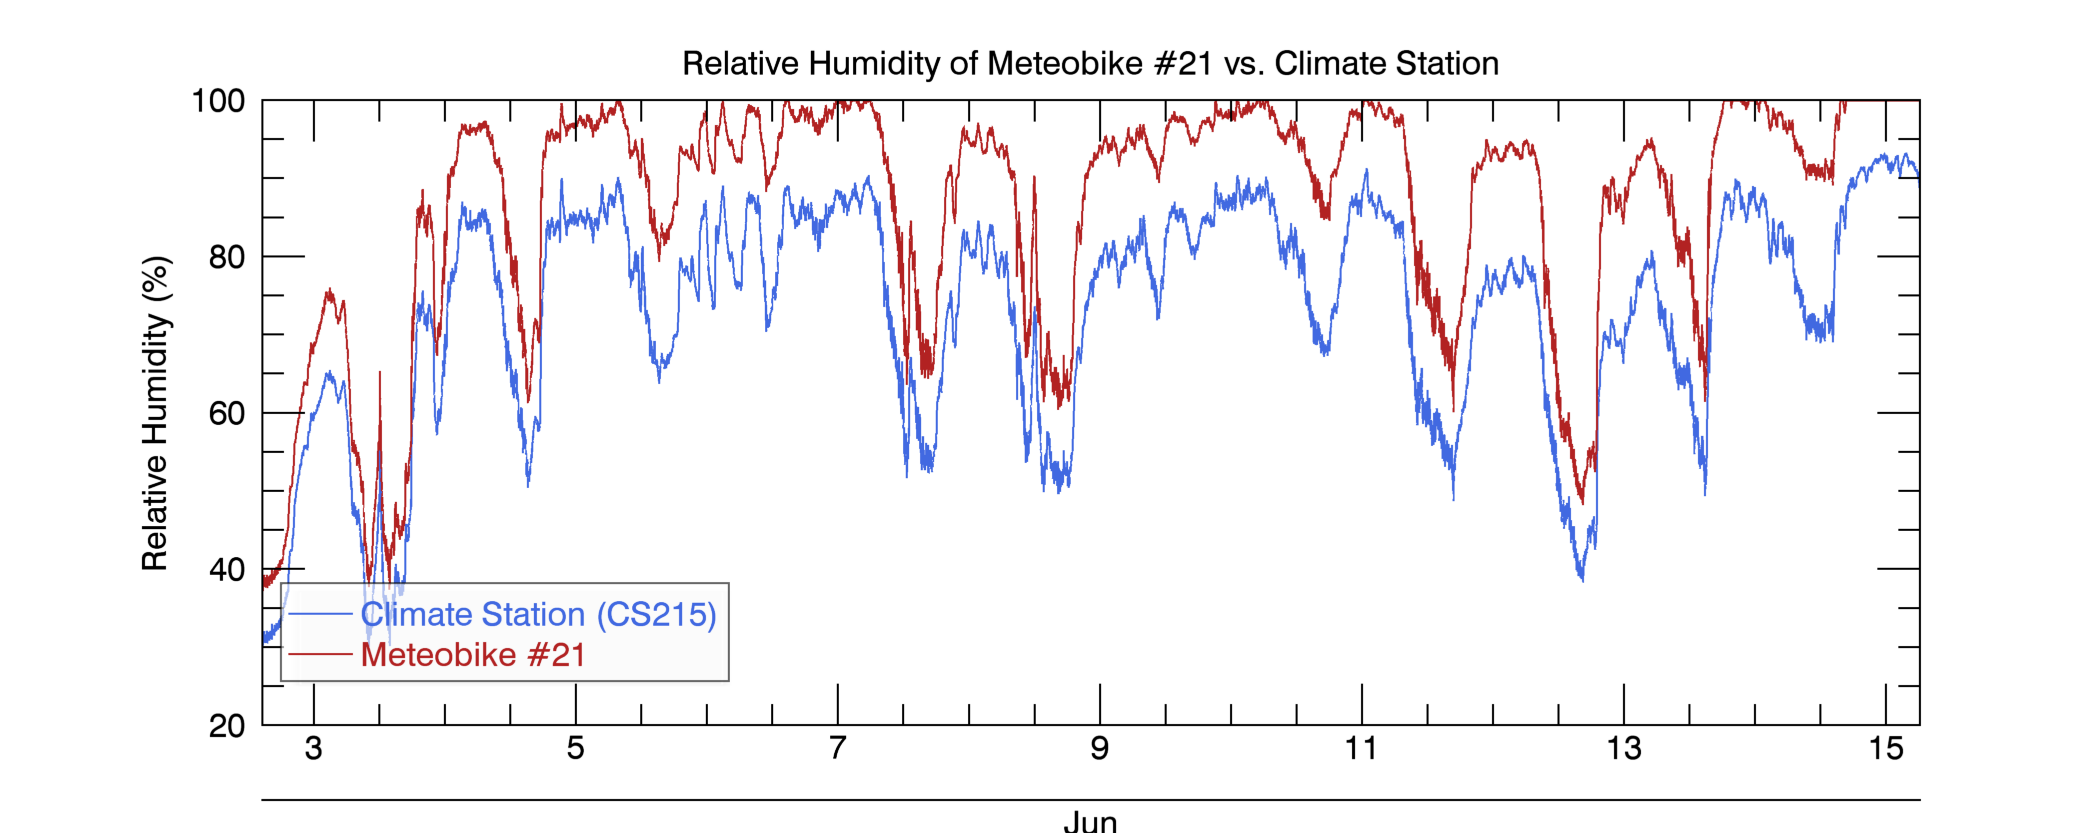 Relative Humidity of Meteobike #21 vs. Climate Station
Relative Humidity (%)
100
80
60
40
20
Climate Station (CS215)
Meteobike #21
3 5 7 9 11 13 15
Jun